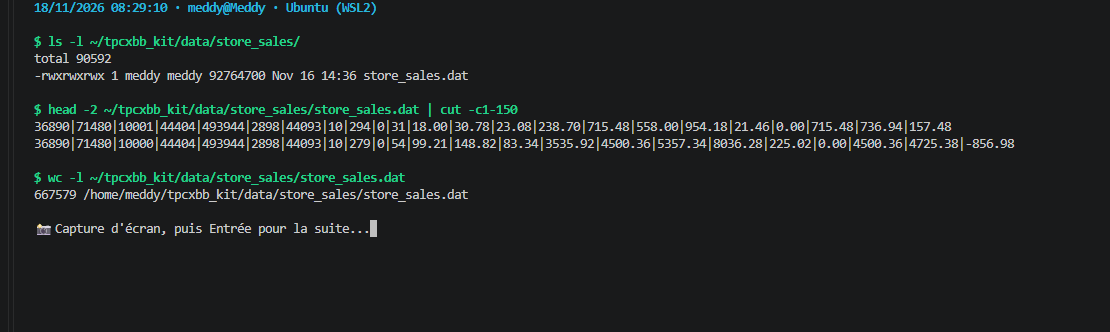 18/11/2026 08:29:10 • meddy@Meddy • Ubuntu (WSL2)
$ ls -l ~/tpcxbb_kit/data/store_sales/
total 90592
-rwxrwxrwx 1 meddy meddy 92764700 Nov 16 14:36 store_sales.dat
$ head -2 ~/tpcxbb_kit/data/store_sales/store_sales.dat | cut -c1-150
36890|71480|10001|44404|493944|2898|44093|10|294|0|31|18.00|30.78|23.08|238.70|715.48|558.00|954.18|21.46|0.00|715.48|736.94|157.48
36890|71480|10000|44404|493944|2898|44093|10|279|0|54|99.21|148.82|83.34|3535.92|4500.36|5357.34|8036.28|225.02|0.00|4500.36|4725.38|-856.98
$ wc -l ~/tpcxbb_kit/data/store_sales/store_sales.dat
667579 /home/meddy/tpcxbb_kit/data/store_sales/store_sales.dat
📸 Capture d'écran, puis Entrée pour la suite...